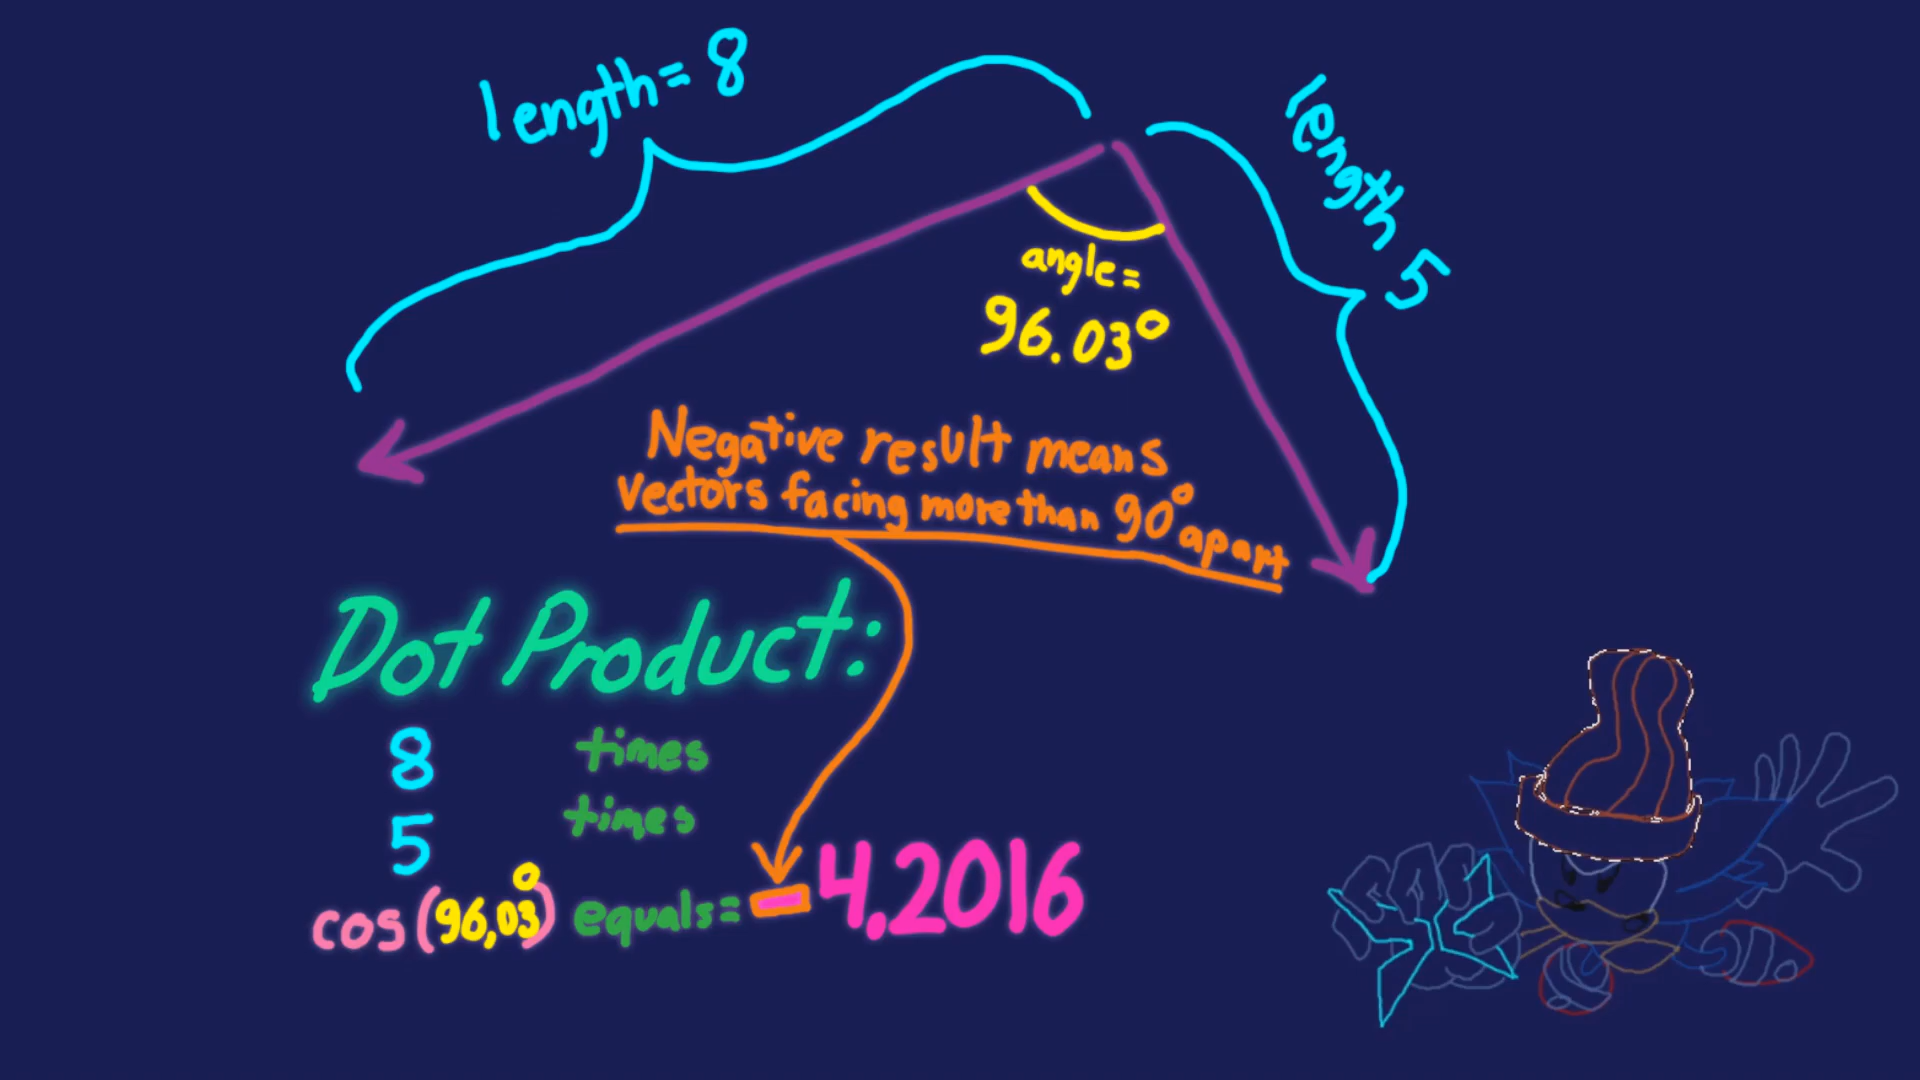 length= 8
length 5
angle=
96.03°
Negative result means
vectors facing more than 90° apart
Dot Product:
8 times
5 times
cos(96,03°) equals= -4.2016